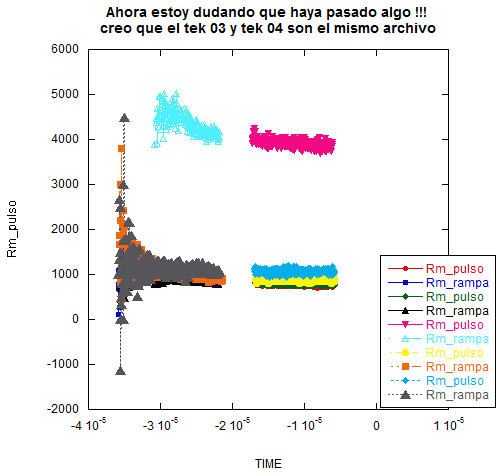 Ahora estoy dudando que haya pasado algo !!!
creo que el tek 03 y tek 04 son el mismo archivo
6000
5000
4000
3000
2000
1000
0
-1000
-2000
Rm_pulso
Rm_pulso
Rm_rampa
Rm_pulso
Rm_rampa
Rm_pulso
Rm_rampa
Rm_pulso
Rm_rampa
Rm_pulso
Rm_rampa
-4 10⁻⁵ -3 10⁻⁵ -2 10⁻⁵ -1 10⁻⁵ 0 1 10⁻⁵
TIME